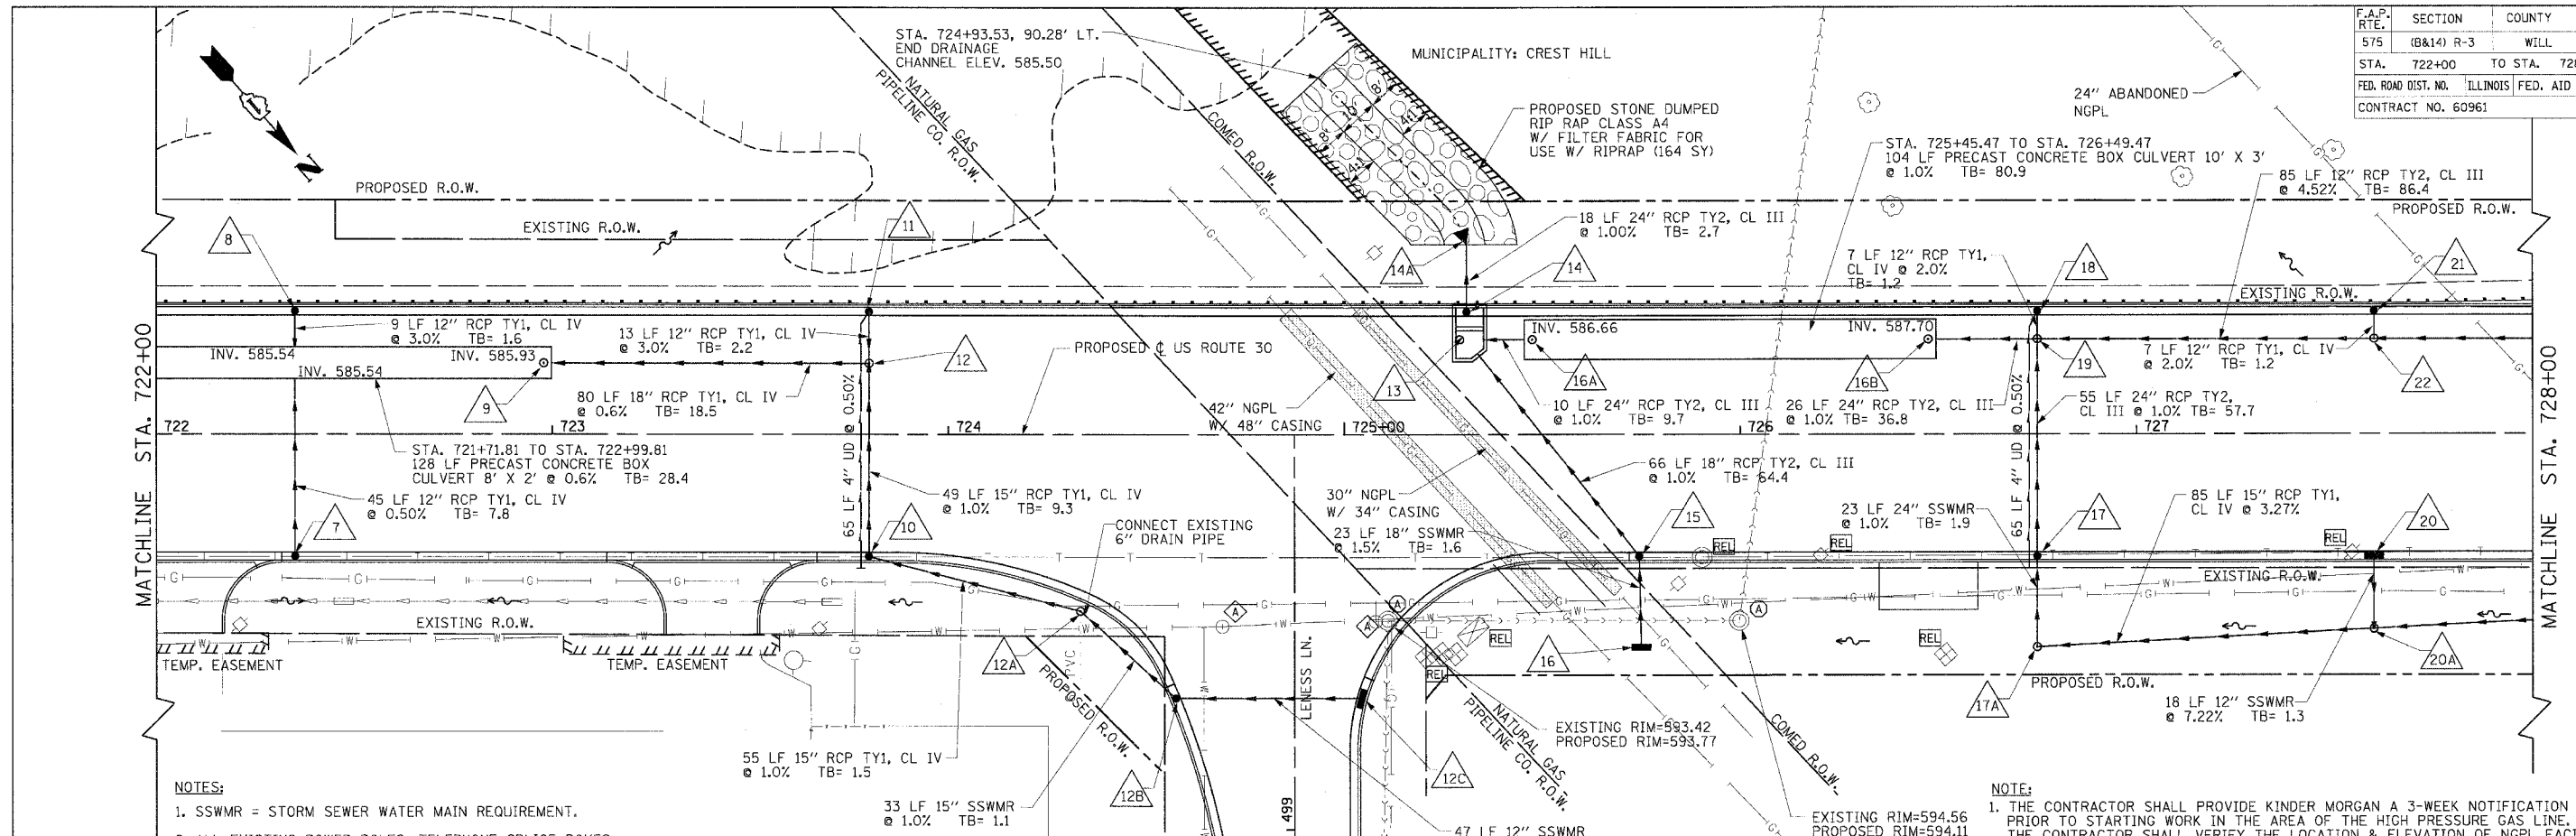 F.A.P. RTE. SECTION COUNTY
575 (B&14) R-3 WILL
STA. 722+00 TO STA.
FED. ROAD DIST. NO. ILLINOIS FED. AID
CONTRACT NO. 60961
STA. 724+93.53, 90.28' LT.
END DRAINAGE
CHANNEL ELEV. 585.50
MUNICIPALITY: CREST HILL
NATURAL GAS
PIPELINE CO. R.O.W.
COMED R.O.W.
8'
10'
8'
4:1
4:1
PROPOSED STONE DUMPED
RIP RAP CLASS A4
W/ FILTER FABRIC FOR
USE W/ RIPRAP (164 SY)
24" ABANDONED
NGPL
STA. 725+45.47 TO STA. 726+49.47
104 LF PRECAST CONCRETE BOX CULVERT 10' X 3'
@ 1.0% TB= 80.9
85 LF 12" RCP TY2, CL III
@ 4.52% TB= 86.4
N
PROPOSED R.O.W.
PROPOSED R.O.W.
EXISTING R.O.W.
18 LF 24" RCP TY2, CL III
@ 1.00% TB= 2.7
8
11
14A
14
7 LF 12" RCP TY1,
CL IV @ 2.0%
TB= 1.2
18
21
EXISTING R.O.W.
MATCHLINE STA. 722+00
9 LF 12" RCP TY1, CL IV
@ 3.0% TB= 1.6
13 LF 12" RCP TY1, CL IV
@ 3.0% TB= 2.2
INV. 585.54
INV. 585.93
INV. 585.54
12
9
PROPOSED ℄ US ROUTE 30
INV. 586.66
INV. 587.70
13
16A
16B
19
7 LF 12" RCP TY1, CL IV
@ 2.0% TB= 1.2
22
MATCHLINE STA. 728+00
80 LF 18" RCP TY1, CL IV
@ 0.6% TB= 18.5
42" NGPL
W/ 48" CASING
10 LF 24" RCP TY2, CL III
@ 1.0% TB= 9.7
26 LF 24" RCP TY2, CL III
@ 1.0% TB= 36.8
55 LF 24" RCP TY2,
CL III @ 1.0% TB= 57.7
722
723
724
725+00
726
727
STA. 721+71.81 TO STA. 722+99.81
128 LF PRECAST CONCRETE BOX
CULVERT 8' X 2' @ 0.6% TB= 28.4
65 LF 4" UD @ 0.50%
65 LF 4" UD @ 0.50%
45 LF 12" RCP TY1, CL IV
@ 0.50% TB= 7.8
7
49 LF 15" RCP TY1, CL IV
@ 1.0% TB= 9.3
10
CONNECT EXISTING
6" DRAIN PIPE
30" NGPL
W/ 34" CASING
66 LF 18" RCP TY2, CL III
@ 1.0% TB= 64.4
23 LF 18" SSWMR
@ 1.5% TB= 1.6
15
23 LF 24" SSWMR
@ 1.0% TB= 1.9
17
85 LF 15" RCP TY1,
CL IV @ 3.27%
20
REL
REL
REL
EXISTING R.O.W.
EXISTING R.O.W.
A
A
A
A
REL
REL
REL
TEMP. EASEMENT
TEMP. EASEMENT
12A
PVC
PROPOSED R.O.W.
LENESS LN.
16
17A
20A
PROPOSED R.O.W.
18 LF 12" SSWMR
@ 7.22% TB= 1.3
NATURAL GAS
PIPELINE CO. R.O.W.
COMED R.O.W.
EXISTING RIM=593.42
PROPOSED RIM=593.77
55 LF 15" RCP TY1, CL IV
@ 1.0% TB= 1.5
12B
12C
499
33 LF 15" SSWMR
@ 1.0% TB= 1.1
47 LF 12" SSWMR
EXISTING RIM=594.56
PROPOSED RIM=594.11
NOTES:
1. SSWMR = STORM SEWER WATER MAIN REQUIREMENT.
NOTE:
1. THE CONTRACTOR SHALL PROVIDE KINDER MORGAN A 3-WEEK NOTIFICATION
PRIOR TO STARTING WORK IN THE AREA OF THE HIGH PRESSURE GAS LINE.
THE CONTRACTOR SHALL VERIFY THE LOCATION & ELEVATION OF NGPL